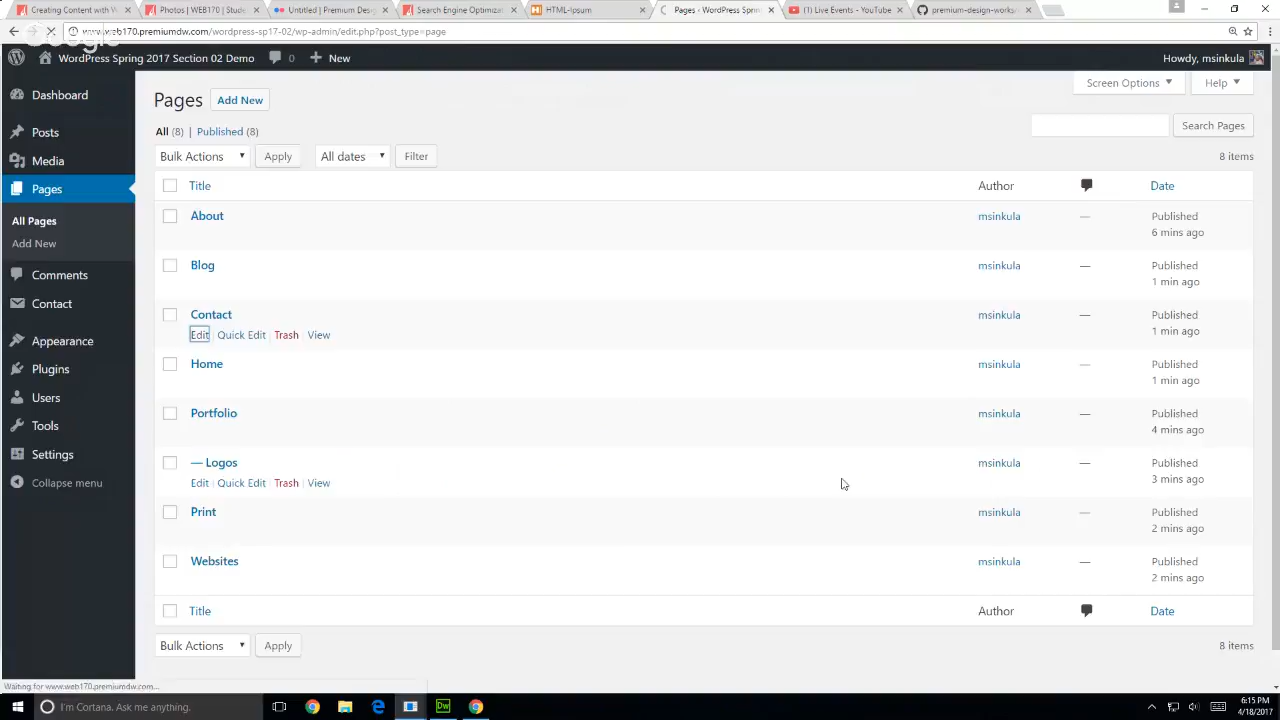 Creating Content with W
Photos | WEB170 | Stude
Untitled | Premium Desi
Search Engine Optimizat
HTML-Ipsum
Pages ‹ WordPress Sprin
(1) Live Events - YouTube
premium-design-works/
www.web170.premiumdw.com/wordpress-sp17-02/wp-admin/edit.php?post_type=page
Google
WordPress Spring 2017 Section 02 Demo
0
New
Howdy, msinkula
Dashboard
Posts
Media
Pages
All Pages
Add New
Comments
Contact
Appearance
Plugins
Users
Tools
Settings
Collapse menu
Screen Options
Help
Pages
Add New
All (8) | Published (8)
Search Pages
Bulk Actions
Apply
All dates
Filter
8 items
Title
Author
Date
About
msinkula
—
Published
6 mins ago
Blog
msinkula
—
Published
1 min ago
Contact
Edit | Quick Edit | Trash | View
msinkula
—
Published
1 min ago
Home
msinkula
—
Published
1 min ago
Portfolio
msinkula
—
Published
4 mins ago
— Logos
Edit | Quick Edit | Trash | View
msinkula
—
Published
3 mins ago
Print
msinkula
—
Published
2 mins ago
Websites
msinkula
—
Published
2 mins ago
Title
Author
Date
Bulk Actions
Apply
8 items
Waiting for www.web170.premiumdw.com...
I'm Cortana. Ask me anything.
Dw
6:15 PM
4/18/2017